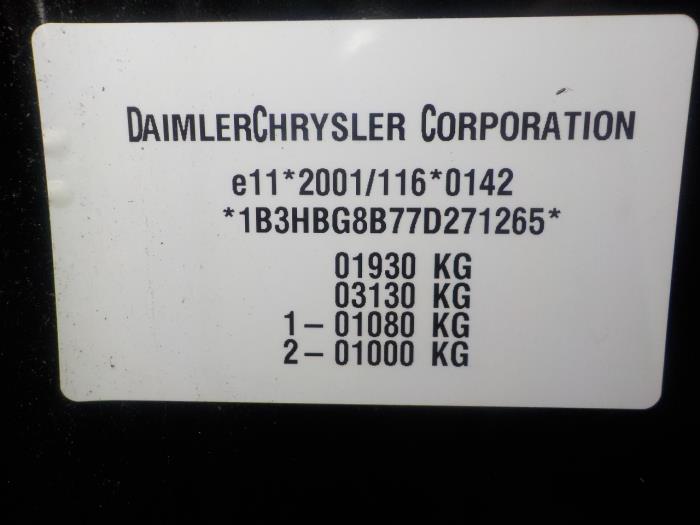 DAIMLERCHRYSLER CORPORATION
e11*2001/116*0142
*1B3HBG8B77D271265*
01930 KG
03130 KG
1-01080 KG
2-01000 KG